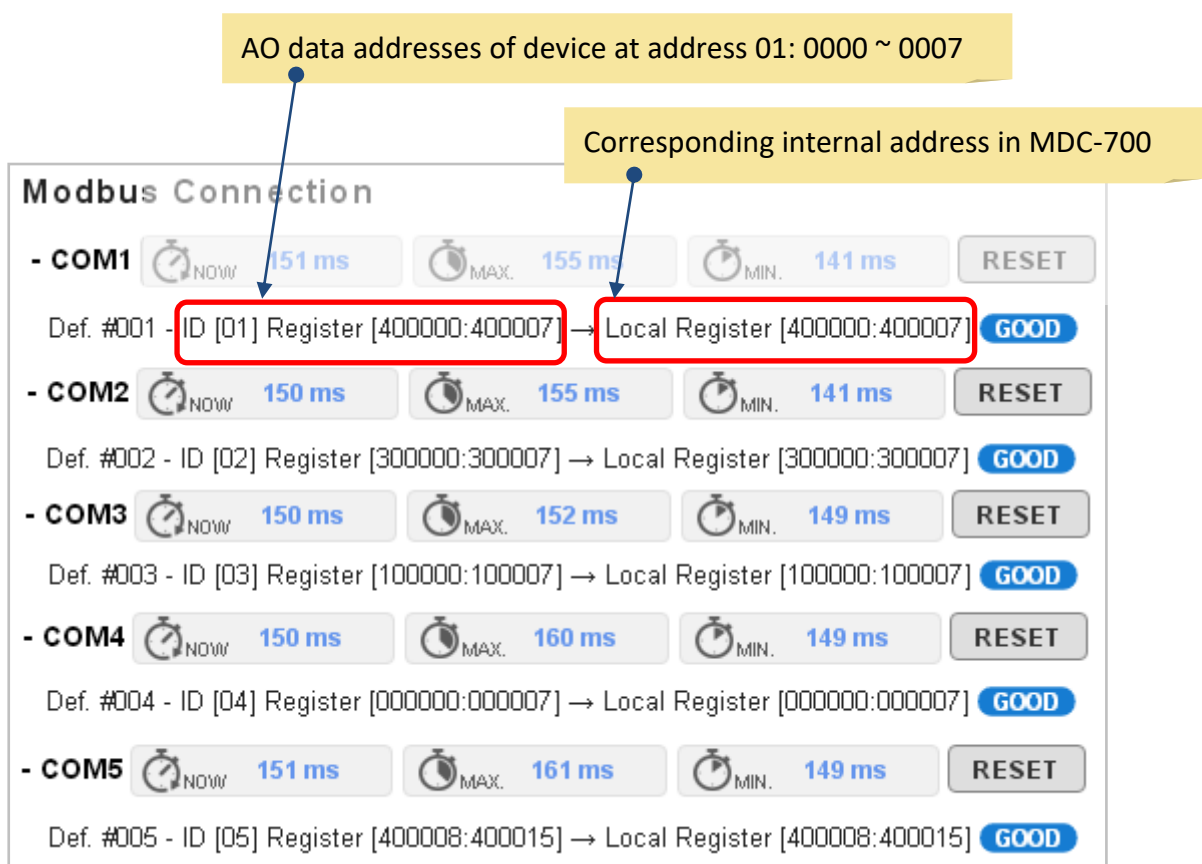 AO data addresses of device at address 01: 0000 ~ 0007
Corresponding internal address in MDC-700
Modbus Connection
- COM1 NOW 151 ms MAX. 155 ms MIN. 141 ms RESET
Def. #001 - ID [01] Register [400000:400007] → Local Register [400000:400007] GOOD
- COM2 NOW 150 ms MAX. 155 ms MIN. 141 ms RESET
Def. #002 - ID [02] Register [300000:300007] → Local Register [300000:300007] GOOD
- COM3 NOW 150 ms MAX. 152 ms MIN. 149 ms RESET
Def. #003 - ID [03] Register [100000:100007] → Local Register [100000:100007] GOOD
- COM4 NOW 150 ms MAX. 160 ms MIN. 149 ms RESET
Def. #004 - ID [04] Register [000000:000007] → Local Register [000000:000007] GOOD
- COM5 NOW 151 ms MAX. 161 ms MIN. 149 ms RESET
Def. #005 - ID [05] Register [400008:400015] → Local Register [400008:400015] GOOD